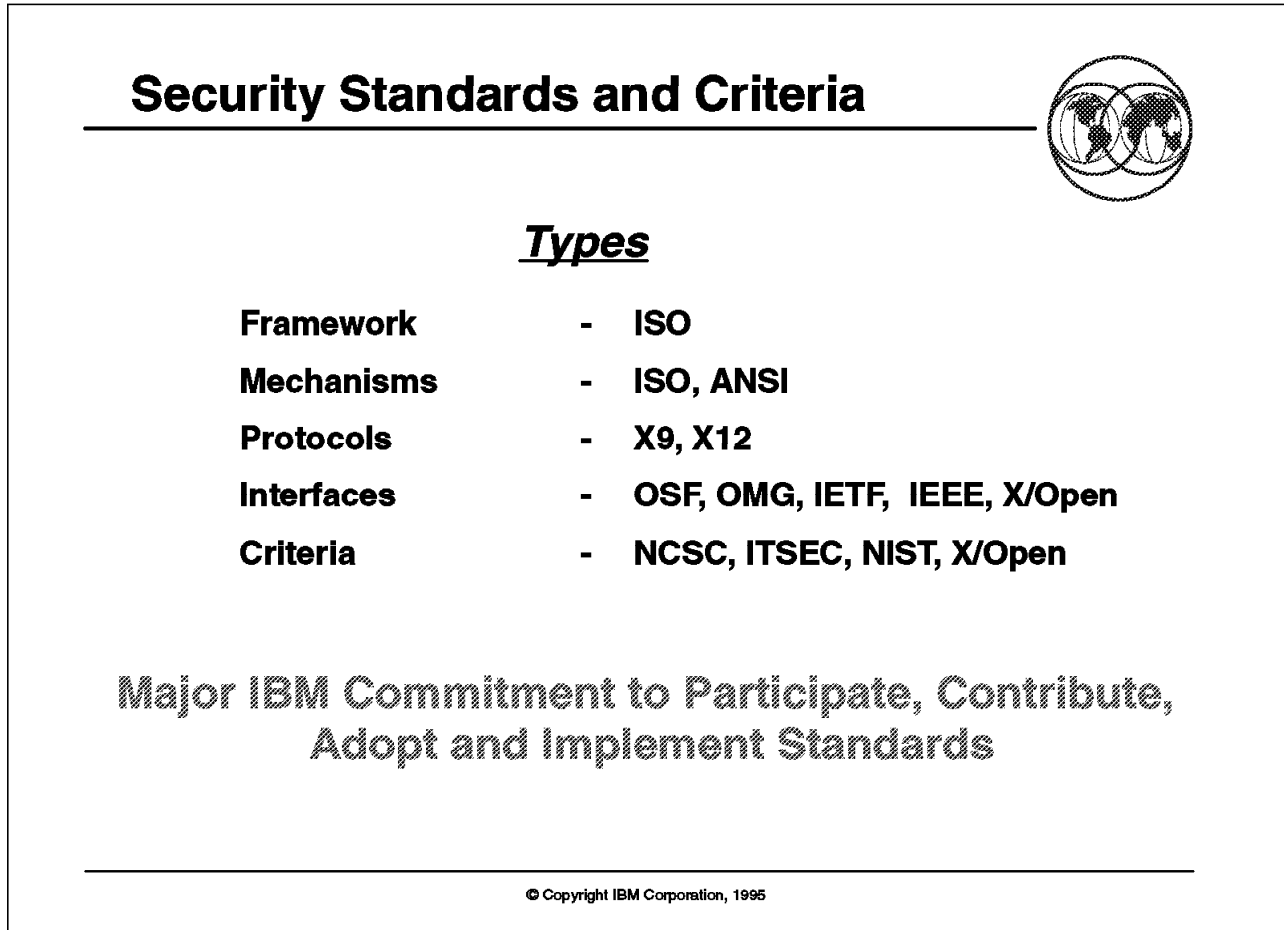 Security Standards and Criteria
Types
Framework - ISO
Mechanisms - ISO, ANSI
Protocols - X9, X12
Interfaces - OSF, OMG, IETF, IEEE, X/Open
Criteria - NCSC, ITSEC, NIST, X/Open
Major IBM Commitment to Participate, Contribute,
Adopt and Implement Standards
© Copyright IBM Corporation, 1995